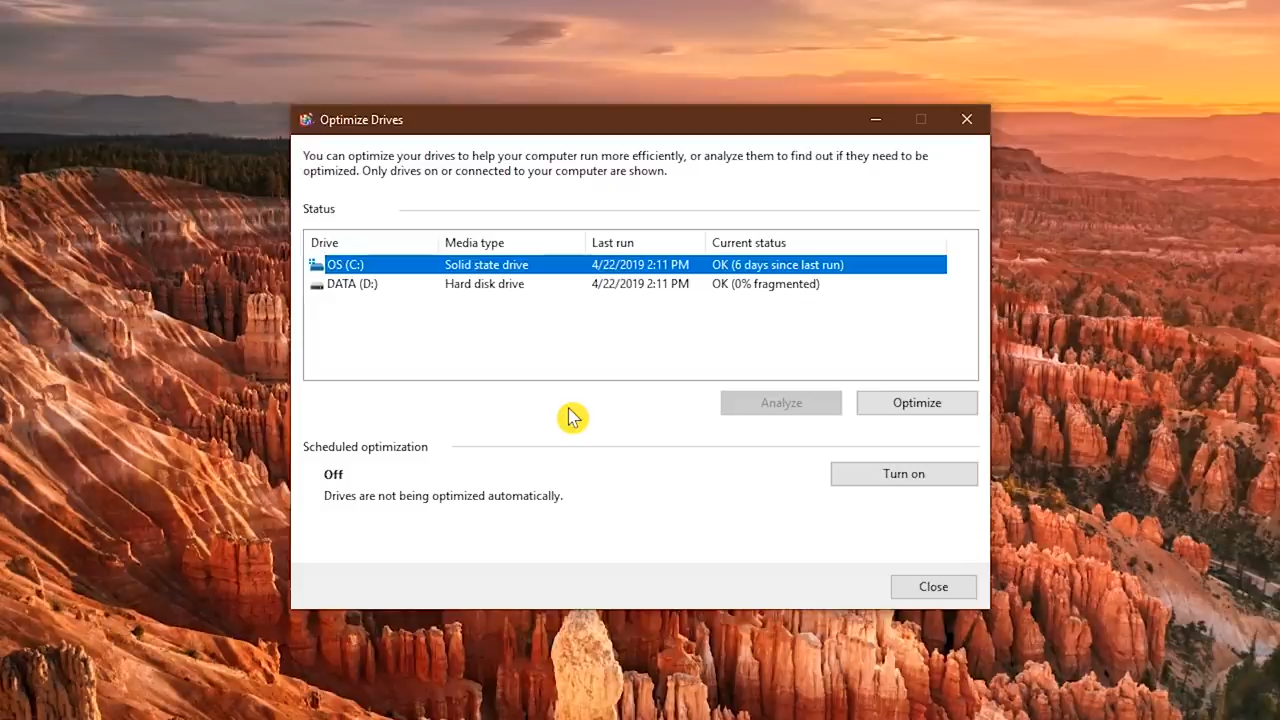 Optimize Drives
You can optimize your drives to help your computer run more efficiently, or analyze them to find out if they need to be
optimized. Only drives on or connected to your computer are shown.
Status
Drive Media type Last run Current status
OS (C:) Solid state drive 4/22/2019 2:11 PM OK (6 days since last run)
DATA (D:) Hard disk drive 4/22/2019 2:11 PM OK (0% fragmented)
Analyze Optimize
Scheduled optimization
Off Turn on
Drives are not being optimized automatically.
Close